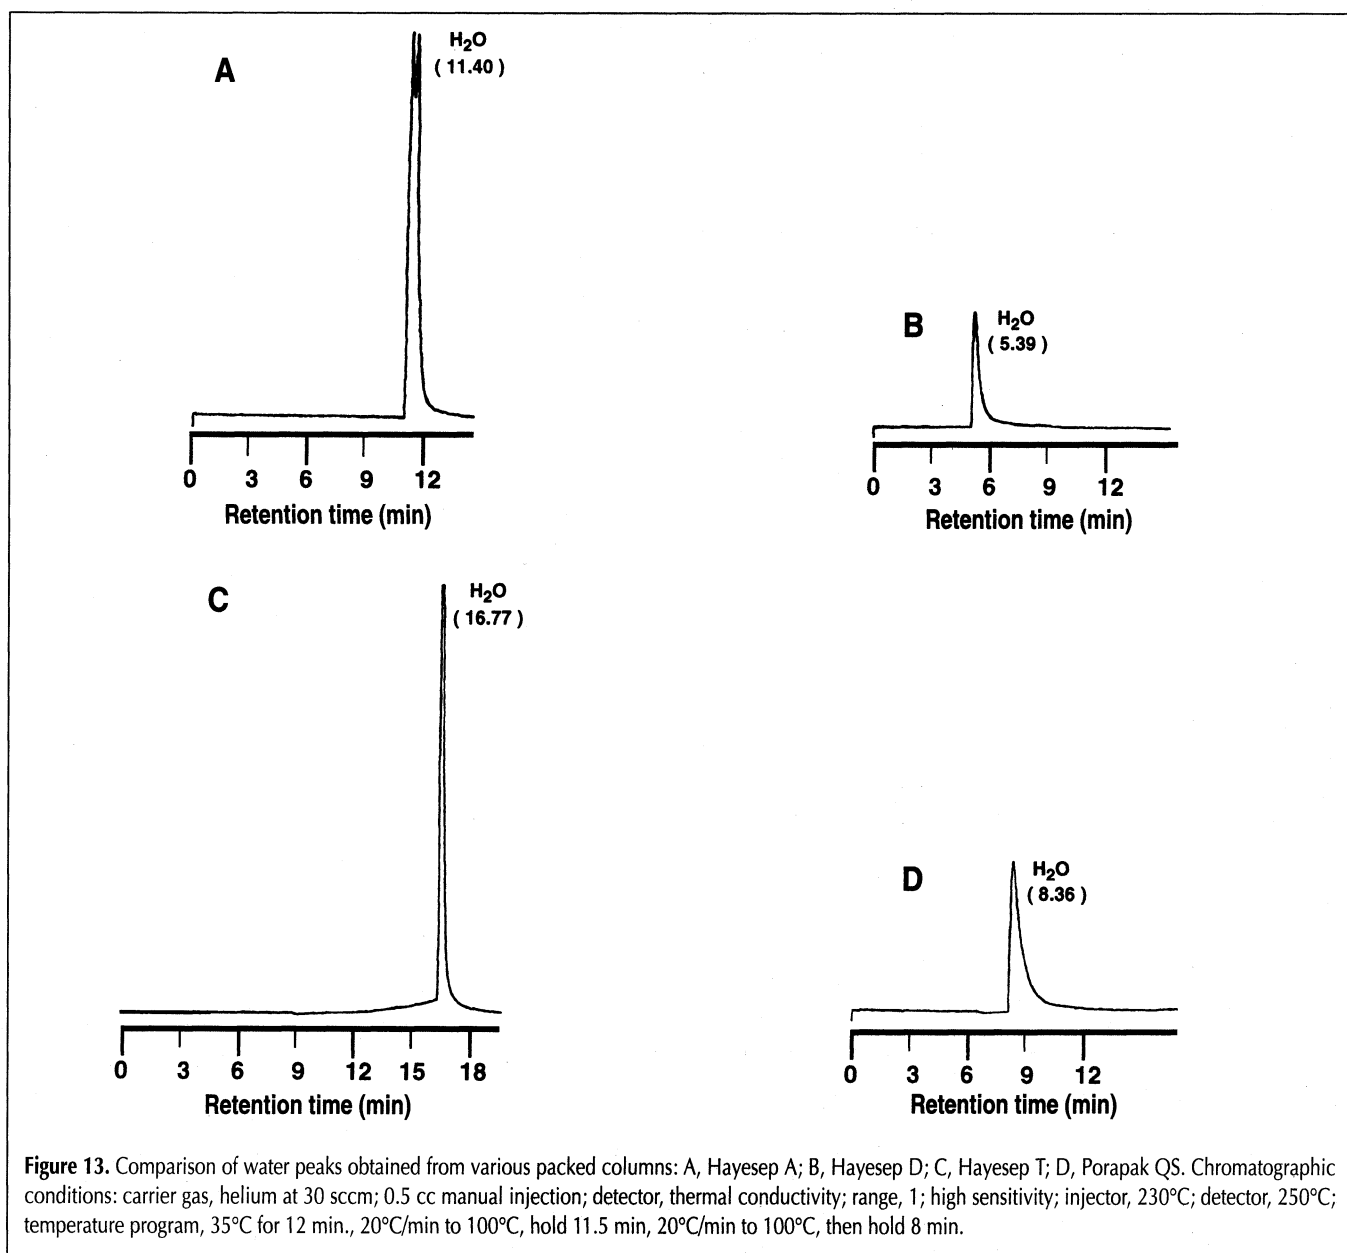 A
H₂O
( 11.40 )
0 3 6 9 12
Retention time (min)
B
H₂O
( 5.39 )
0 3 6 9 12
Retention time (min)
C
H₂O
( 16.77 )
0 3 6 9 12 15 18
Retention time (min)
D
H₂O
( 8.36 )
0 3 6 9 12
Retention time (min)
Figure 13. Comparison of water peaks obtained from various packed columns: A, Hayesep A; B, Hayesep D; C, Hayesep T; D, Porapak QS. Chromatographic
conditions: carrier gas, helium at 30 sccm; 0.5 cc manual injection; detector, thermal conductivity; range, 1; high sensitivity; injector, 230°C; detector, 250°C;
temperature program, 35°C for 12 min., 20°C/min to 100°C, hold 11.5 min, 20°C/min to 100°C, then hold 8 min.